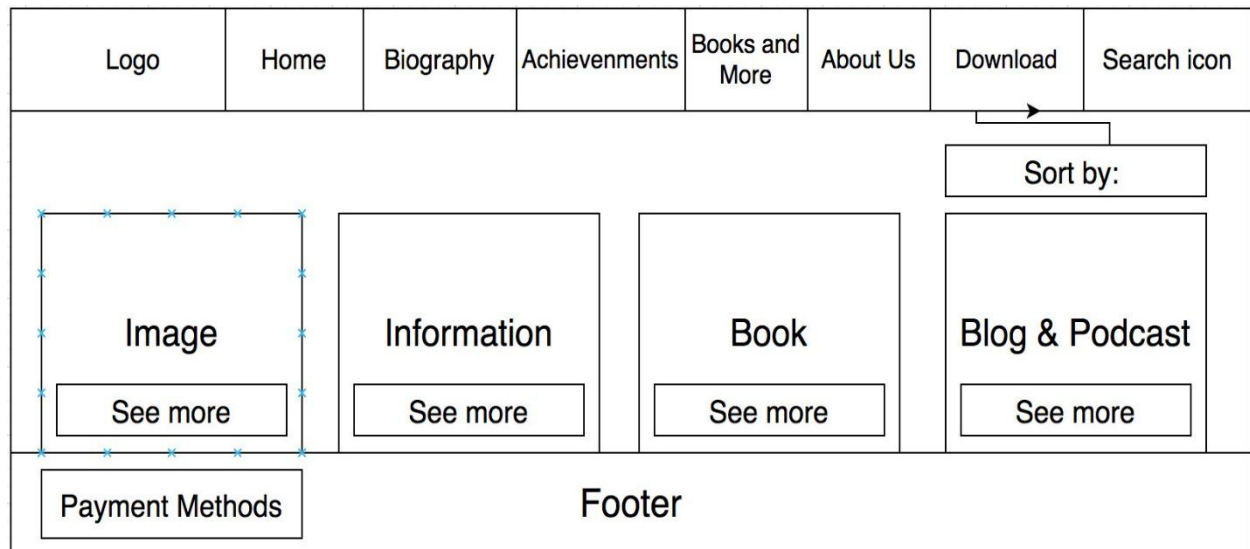 Logo
Home
Biography
Achievenments
Books and
More
About Us
Download
Search icon
Sort by:
Image
Information
Book
Blog & Podcast
See more
See more
See more
See more
Payment Methods
Footer